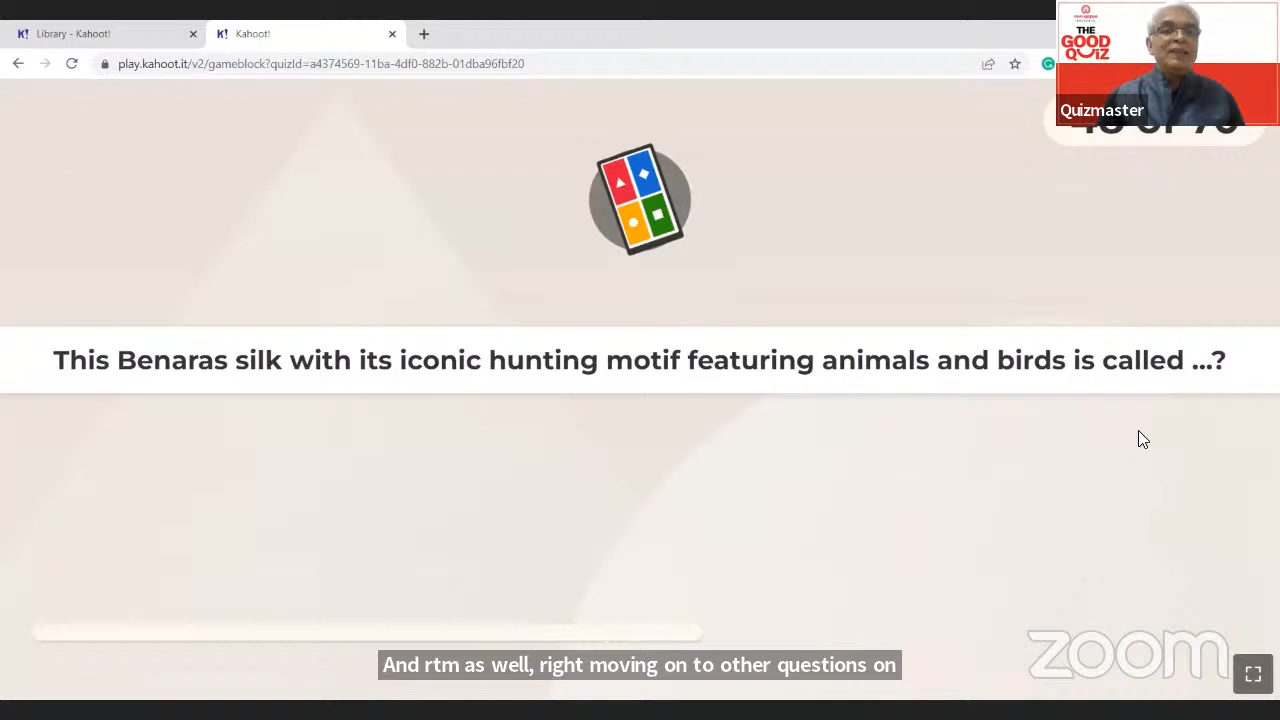 Library - Kahoot!
Kahoot!
play.kahoot.it/v2/gameblock?quizId=a4374569-11b9-4df0-882b-01dba96fbf20
THE
GOOD
QUIZ
Quizmaster
This Benaras silk with its iconic hunting motif featuring animals and birds is called ...?
And rtm as well, right moving on to other questions on
zoom